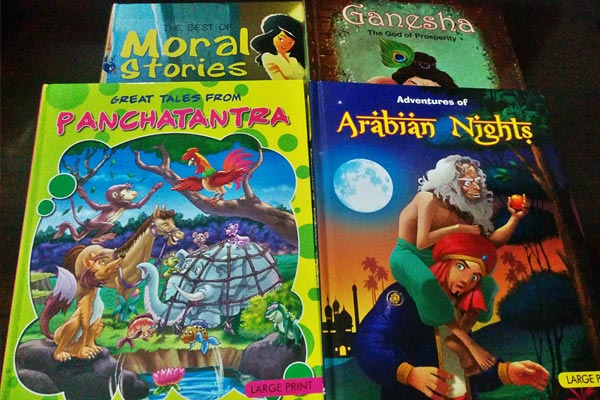 THE BEST OF
Moral
Stories
Ganesha
The God of Prosperity
GREAT TALES FROM
PANCHATANTRA
LARGE PRINT
Adventures of
Arabian Nights
LARGE P